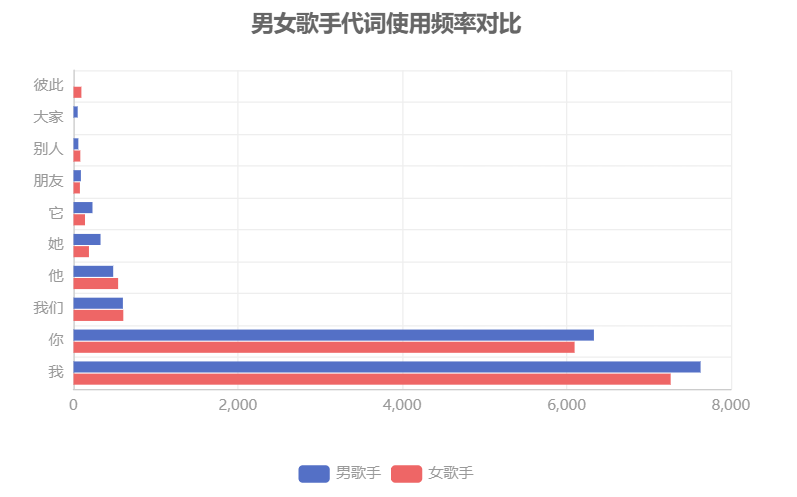 男女歌手代词使用频率对比
彼此
大家
别人
朋友
它
她
他
我们
你
我
0 2,000 4,000 6,000 8,000
男歌手 女歌手